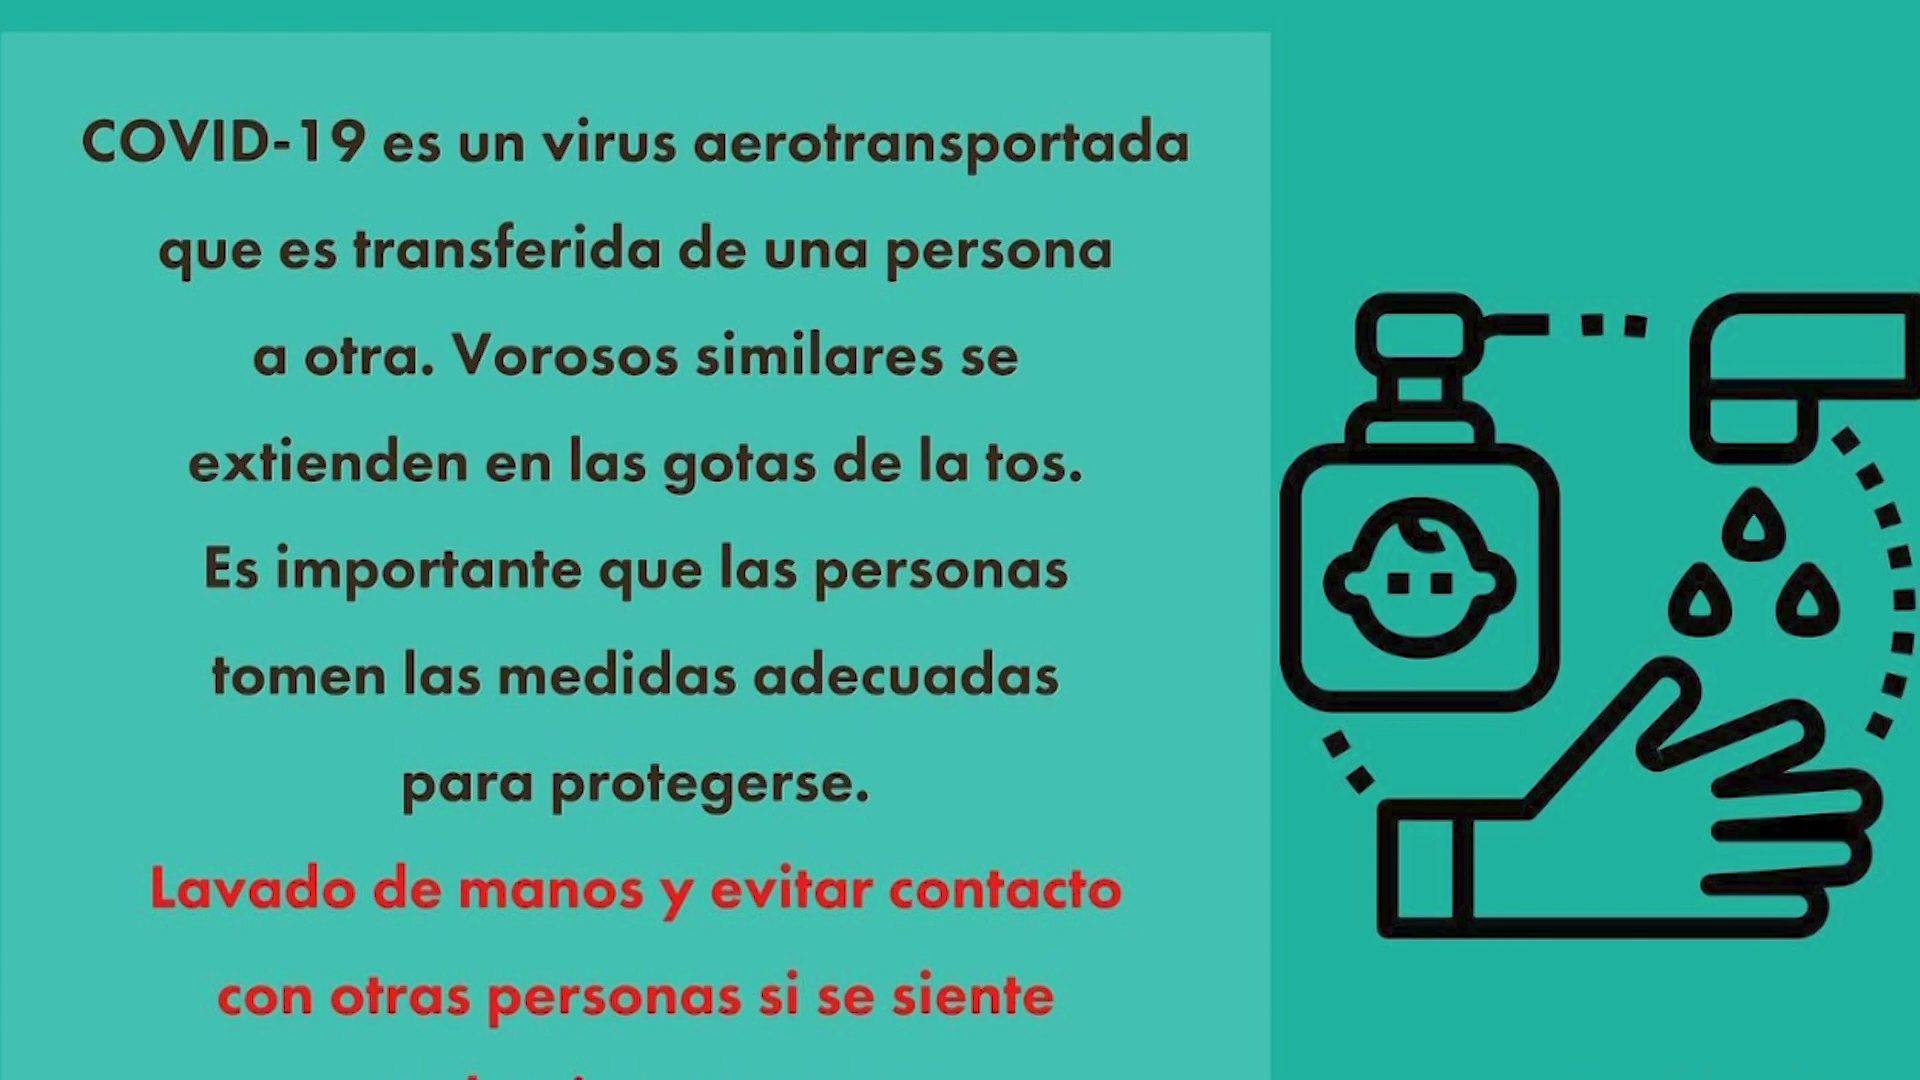 COVID-19 es un virus aerotransportada
que es transferida de una persona
a otra. Vorosos similares se
extienden en las gotas de la tos.
Es importante que las personas
tomen las medidas adecuadas
para protegerse.
Lavado de manos y evitar contacto
con otras personas si se siente